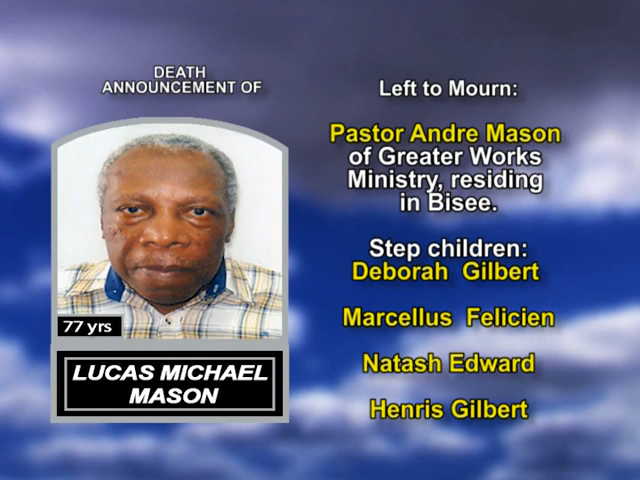 DEATH
ANNOUNCEMENT OF
77 yrs
LUCAS MICHAEL
MASON
Left to Mourn:
Pastor Andre Mason
of Greater Works
Ministry, residing
in Bisee.
Step children:
Deborah Gilbert
Marcellus Felicien
Natash Edward
Henris Gilbert